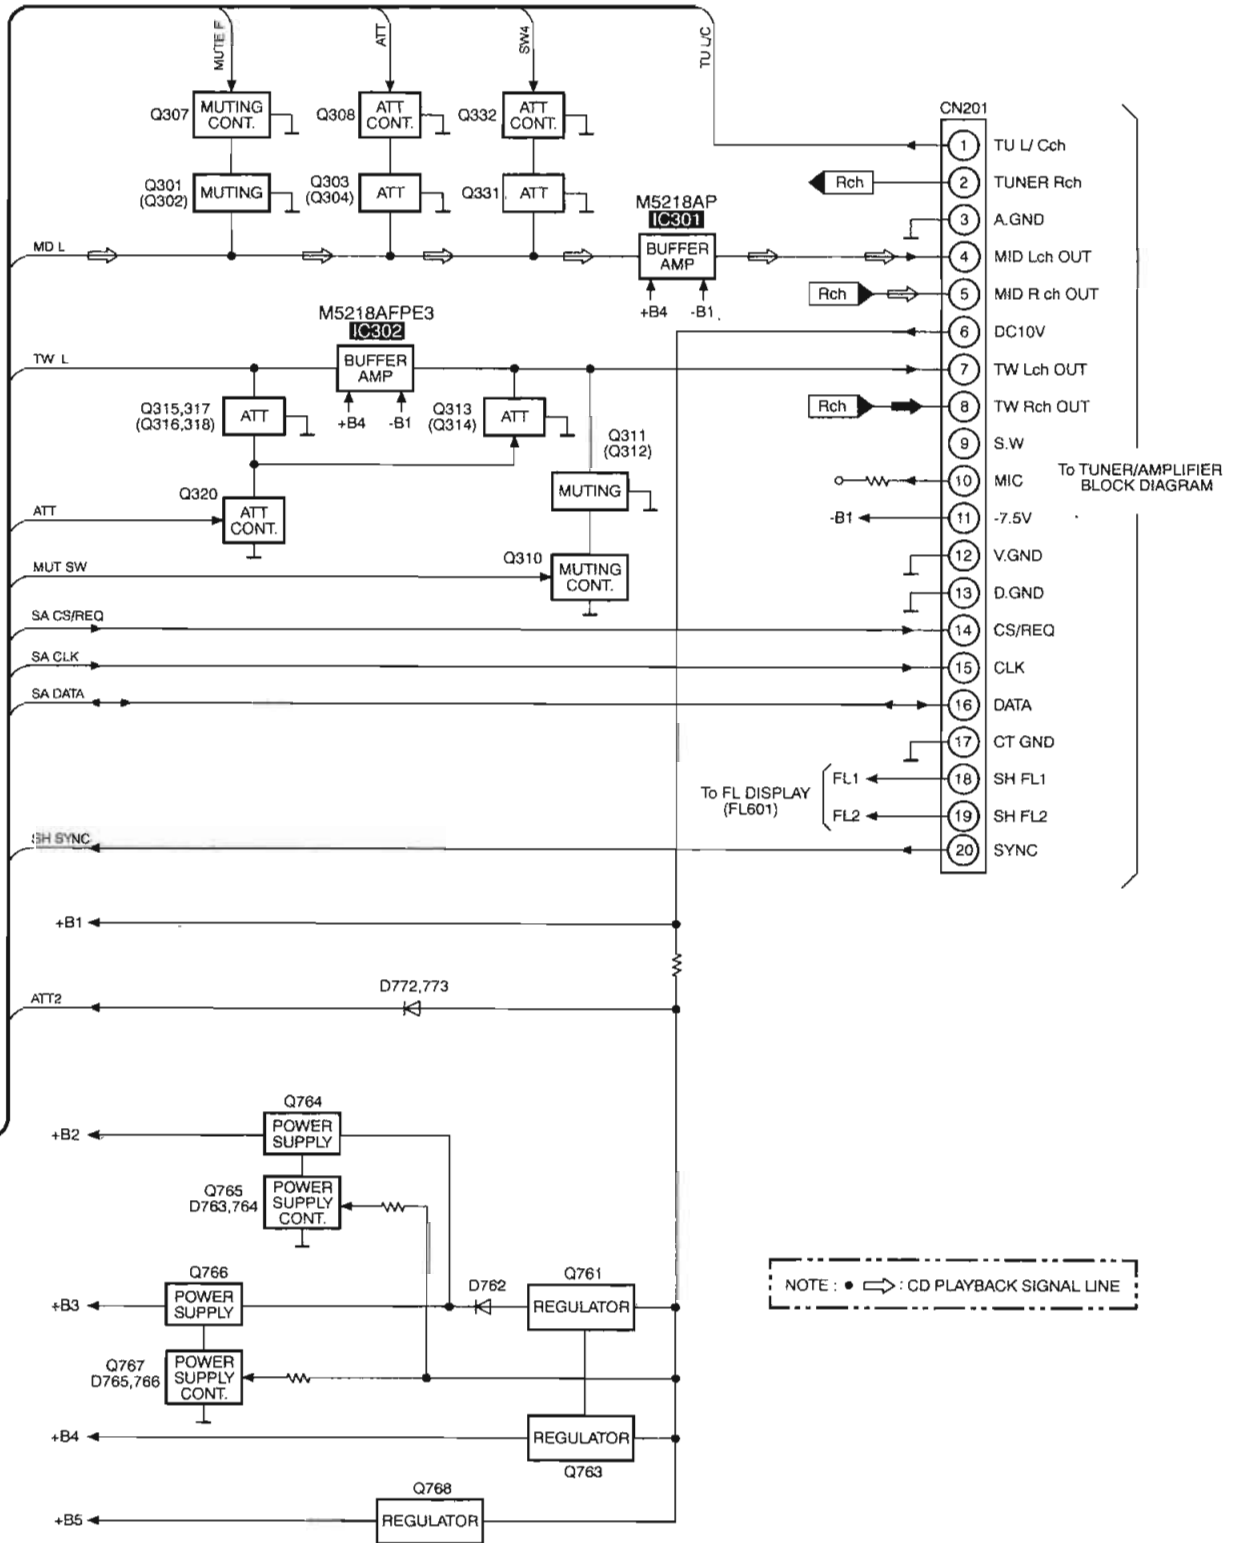 MUTE F
ATT
SW4
TU L/C
Q307
MUTING
CONT.
Q308
ATT
CONT.
Q332
ATT
CONT.
Q301
(Q302)
MUTING
Q303
(Q304)
ATT
Q331
ATT
M5218AP
IC301
BUFFER
AMP
+B4
-B1
MD L
M5218AFPE3
IC302
BUFFER
AMP
+B4
-B1
TW L
Q315,317
(Q316,318)
ATT
Q313
(Q314)
ATT
Q311
(Q312)
MUTING
Q320
ATT
CONT.
ATT
Q310
MUTING
CONT.
MUT SW
SA CS/REQ
SA CLK
SA DATA
SH SYNC
CN201
1 TU L/ Cch
Rch
2 TUNER Rch
3 A.GND
4 MID Lch OUT
Rch
5 MID R ch OUT
6 DC10V
7 TW Lch OUT
Rch
8 TW Rch OUT
9 S.W
10 MIC
-B1
11 -7.5V
12 V.GND
13 D.GND
14 CS/REQ
15 CLK
16 DATA
17 CT GND
FL1
18 SH FL1
FL2
19 SH FL2
20 SYNC
To FL DISPLAY
(FL601)
To TUNER/AMPLIFIER
BLOCK DIAGRAM
+B1
ATT2
D772,773
Q764
+B2
POWER
SUPPLY
Q765
D763,764
POWER
SUPPLY
CONT.
Q766
+B3
POWER
SUPPLY
D762
Q761
REGULATOR
Q767
D765,766
POWER
SUPPLY
CONT.
+B4
REGULATOR
Q763
Q768
+B5
REGULATOR
NOTE : : CD PLAYBACK SIGNAL LINE